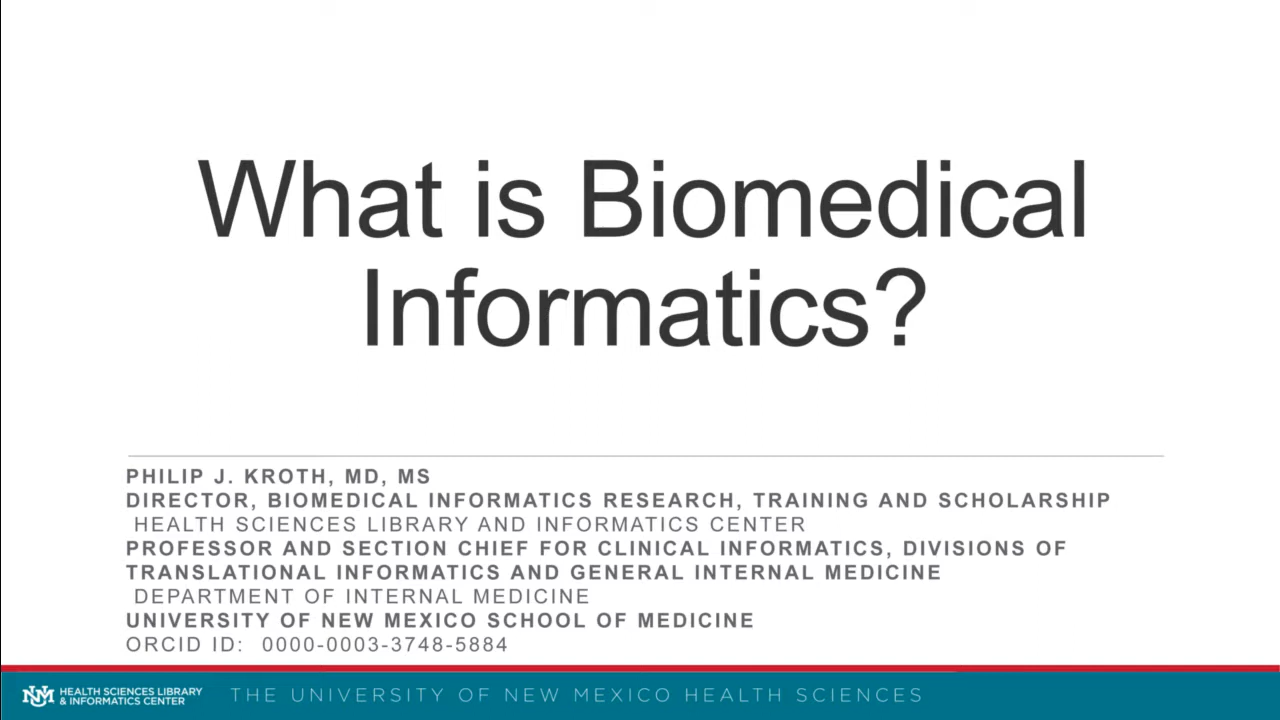 What is Biomedical
Informatics?
PHILIP J. KROTH, MD, MS
DIRECTOR, BIOMEDICAL INFORMATICS RESEARCH, TRAINING AND SCHOLARSHIP
HEALTH SCIENCES LIBRARY AND INFORMATICS CENTER
PROFESSOR AND SECTION CHIEF FOR CLINICAL INFORMATICS, DIVISIONS OF
TRANSLATIONAL INFORMATICS AND GENERAL INTERNAL MEDICINE
DEPARTMENT OF INTERNAL MEDICINE
UNIVERSITY OF NEW MEXICO SCHOOL OF MEDICINE
ORCID ID: 0000-0003-3748-5884
UNM HEALTH SCIENCES LIBRARY
& INFORMATICS CENTER
THE UNIVERSITY OF NEW MEXICO HEALTH SCIENCES